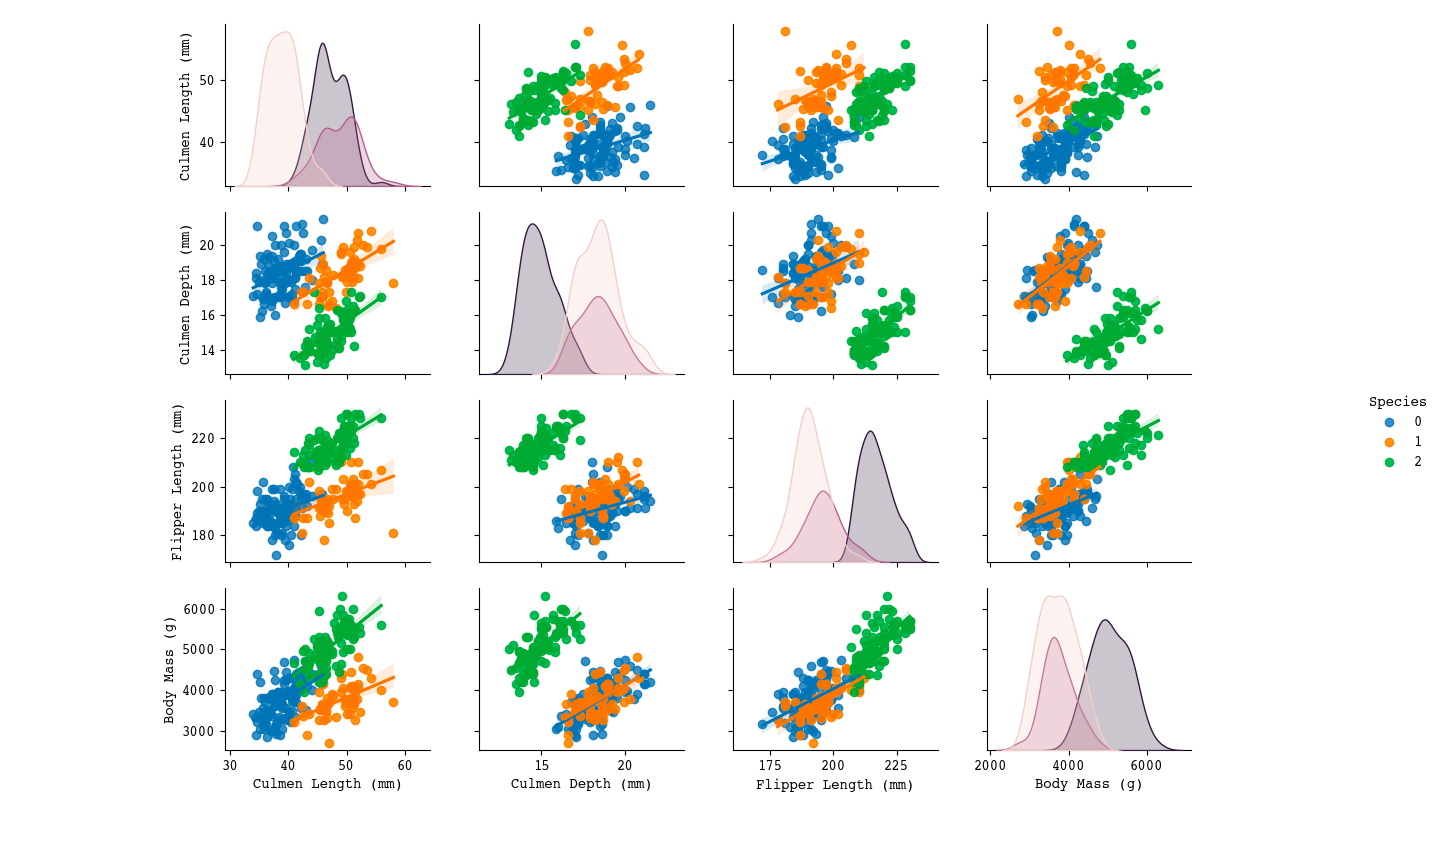 Culmen Length (mm)
50
40
Culmen Depth (mm)
20
18
16
14
Flipper Length (mm)
220
200
180
Body Mass (g)
6000
5000
4000
3000
30 40 50 60
Culmen Length (mm)
15 20
Culmen Depth (mm)
175 200 225
Flipper Length (mm)
2000 4000 6000
Body Mass (g)
Species
0
1
2